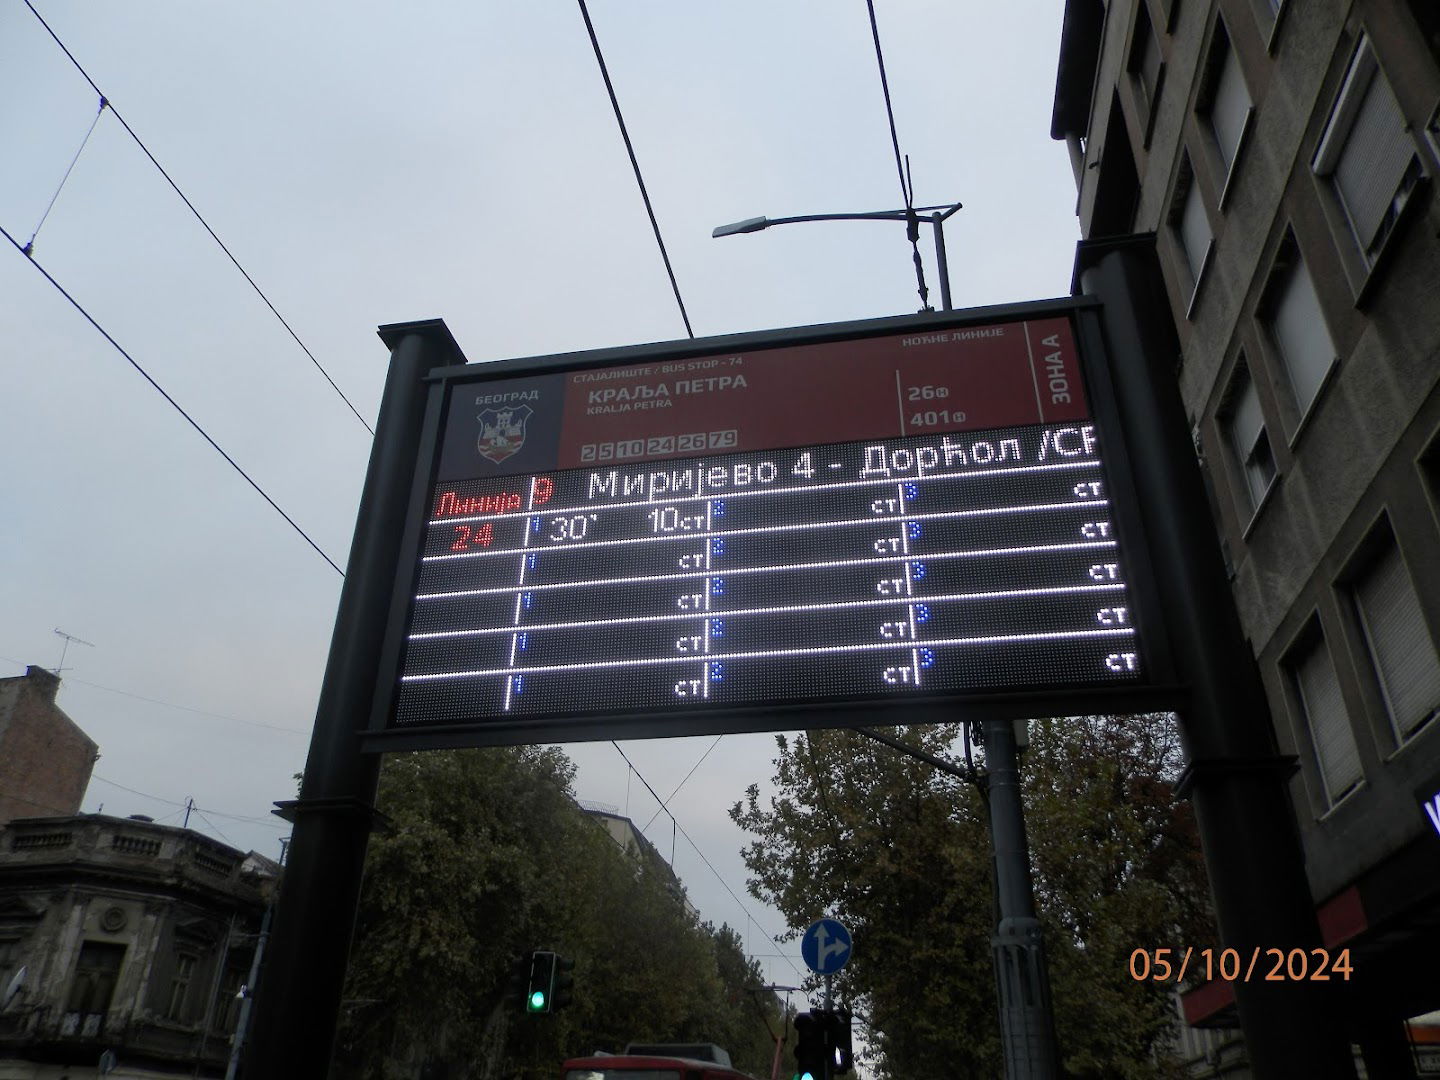 БЕОГРАД
СТАЈАЛИШТЕ / BUS STOP - 74
КРАЉА ПЕТРА
KRALJA PETRA
2 5 10 24 26 79
НОЋНЕ ЛИНИЈЕ
26Н
401Н
ЗОНА А
Линија 9 Миријево 4 - Дорћол /СР
24 1 30' 10ст 2 ст 3 ст
1 ст 2 ст 3 ст
1 ст 2 ст 3 ст
1 ст 2 ст 3 ст
1 ст 2 ст 3 ст
05/10/2024